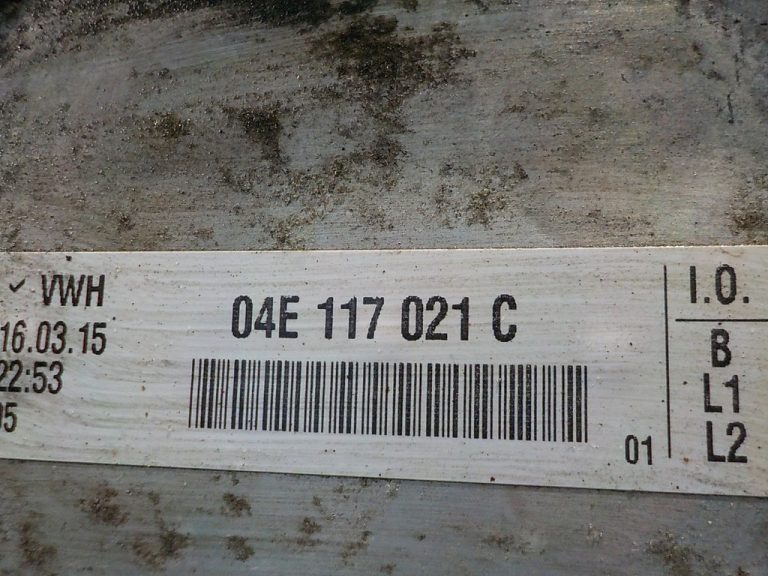 ✓ VWH
16.03.15
22:53
05
04E 117 021 C
01
I.O.
B
L1
L2